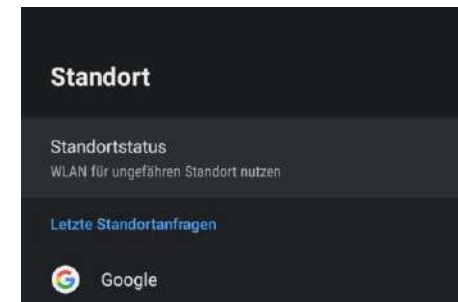 Standort
Standortstatus
WLAN für ungefähren Standort nutzen
Letzte Standortanfragen
Google